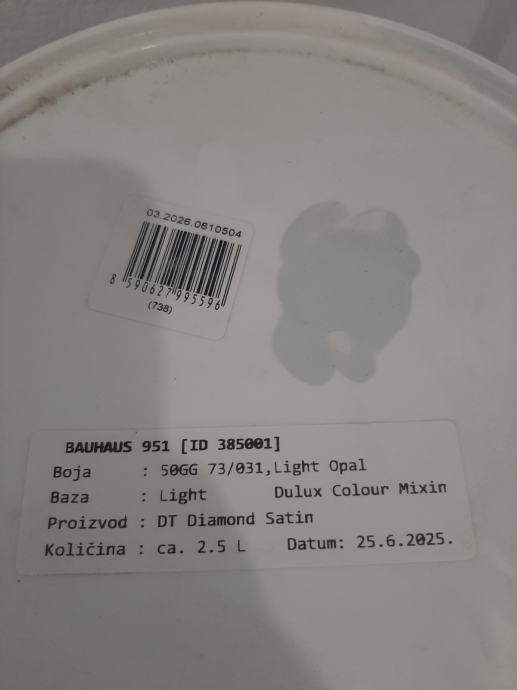 03.2026.0610504
8 590627 995596
(738)
BAUHAUS 951 [ID 385001]
Boja : 50GG 73/031,Light Opal
Baza : Light Dulux Colour Mixin
Proizvod : DT Diamond Satin
Količina : ca. 2.5 L Datum: 25.6.2025.